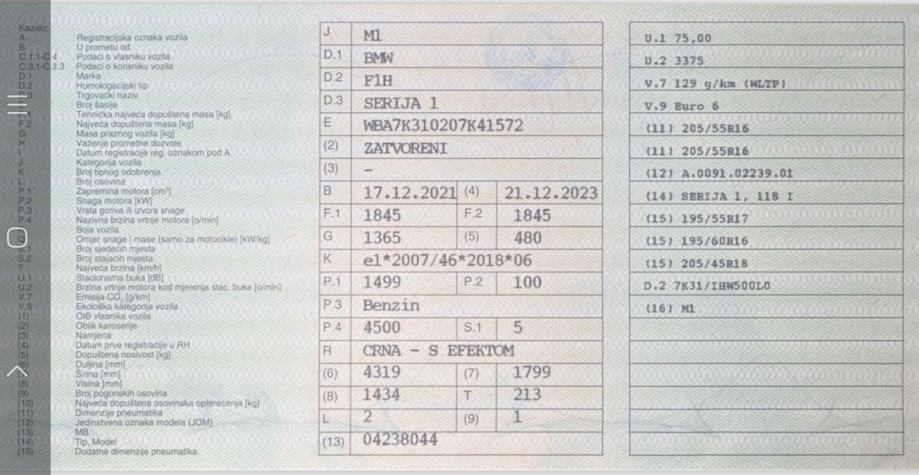 Kazalo:
A Registracijska oznaka vozila
B U prometu od
C.1.1-C.4 Podaci o vlasniku vozila
C.3.1-C.3.3 Podaci o korisniku vozila
D.1 Marka
D.2 Homologacijski tip
Trgovački naziv
Broj šasije
Tehnička najveća dopuštena masa [kg]
F.2 Najveća dopuštena masa [kg]
G Masa praznog vozila [kg]
H Važenje prometne dozvole
I Datum registracije reg. oznakom pod A
J Kategorija vozila
K Broj tipnog odobrenja
L Broj osovina
P.1 Zapremina motora [cm³]
P.2 Snaga motora [kW]
P.3 Vrsta goriva ili izvora snage
P.4 Nazivna brzina vrtnje motora [o/min]
Boja vozila
Omjer snage i mase (samo za motocikle) [kW/kg]
Broj sjedećih mjesta
S.2 Broj stajaćih mjesta
T Najveća brzina [km/h]
U.1 Stacionarna buka [dB]
U.2 Brzina vrtnje motora kod mjerenja stac. buke [o/min]
V.7 Emisija CO₂ [g/km]
V.9 Ekološka kategorija vozila
(1) OIB vlasnika vozila
(2) Oblik karoserije
(3) Namjena
(4) Datum prve registracije u RH
(5) Dopuštena nosivost [kg]
Duljina [mm]
Širina [mm]
(8) Visina [mm]
(9) Broj pogonskih osovina
(10) Najveća dopuštena osovinska opterećenja [kg]
(11) Dimenzije pneumatika
(12) Jedinstvena oznaka modela (JOM)
(13) MB
(14) Tip, Model
(15) Dodatne dimenzije pneumatika
J M1
D.1 BMW
D.2 F1H
D.3 SERIJA 1
E WBA7K310207K41572
(2) ZATVORENI
(3) –
B 17.12.2021 (4) 21.12.2023
F.1 1845 F.2 1845
G 1365 (5) 480
K e1*2007/46*2018*06
P.1 1499 P.2 100
P.3 Benzin
P.4 4500 S.1 5
R CRNA - S EFEKTOM
(6) 4319 (7) 1799
(8) 1434 T 213
L 2 (9) 1
(13) 04238044
U.1 75,00
U.2 3375
V.7 129 g/km (WLTP)
V.9 Euro 6
(11) 205/55R16
(11) 205/55R16
(12) A.0091.02239.01
(14) SERIJA 1, 118 I
(15) 195/55R17
(15) 195/60R16
(15) 205/45R18
D.2 7K31/IHW500L0
(16) M1